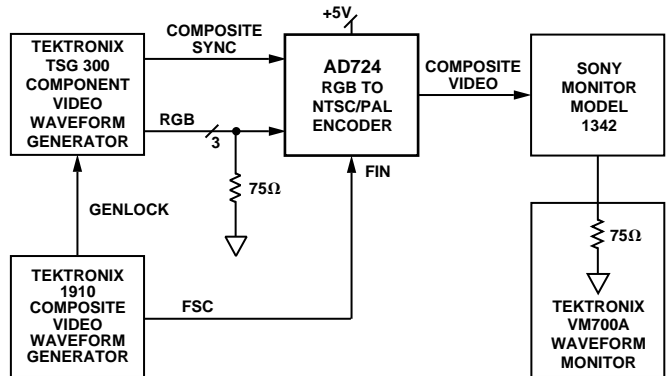 +5V
TEKTRONIX
TSG 300
COMPONENT
VIDEO
WAVEFORM
GENERATOR
COMPOSITE
SYNC
RGB
3
75Ω
AD724
RGB TO
NTSC/PAL
ENCODER
COMPOSITE
VIDEO
SONY
MONITOR
MODEL
1342
FIN
GENLOCK
TEKTRONIX
1910
COMPOSITE
VIDEO
WAVEFORM
GENERATOR
FSC
75Ω
TEKTRONIX
VM700A
WAVEFORM
MONITOR